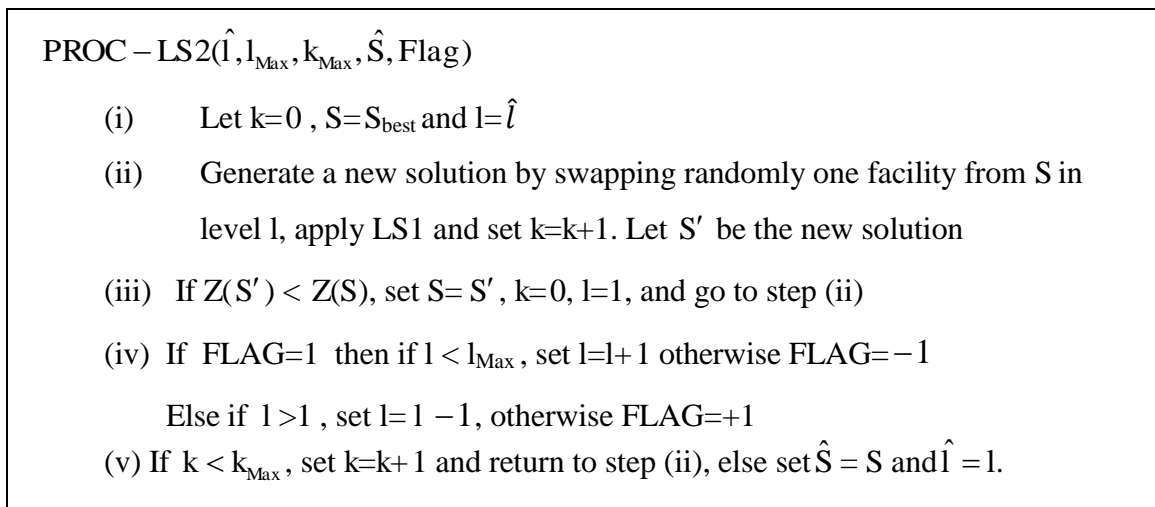 PROC – LS2(l̂, l_Max, k_Max, Ŝ, Flag)
(i) Let k=0 , S=S_best and l=l̂
(ii) Generate a new solution by swapping randomly one facility from S in
level l, apply LS1 and set k=k+1. Let S′ be the new solution
(iii) If Z(S′) < Z(S), set S= S′, k=0, l=1, and go to step (ii)
(iv) If FLAG=1 then if l < l_Max , set l=l+1 otherwise FLAG=−1
Else if l >1 , set l= l −1, otherwise FLAG=+1
(v) If k < k_Max, set k=k+1 and return to step (ii), else set Ŝ = S and l̂ = l.